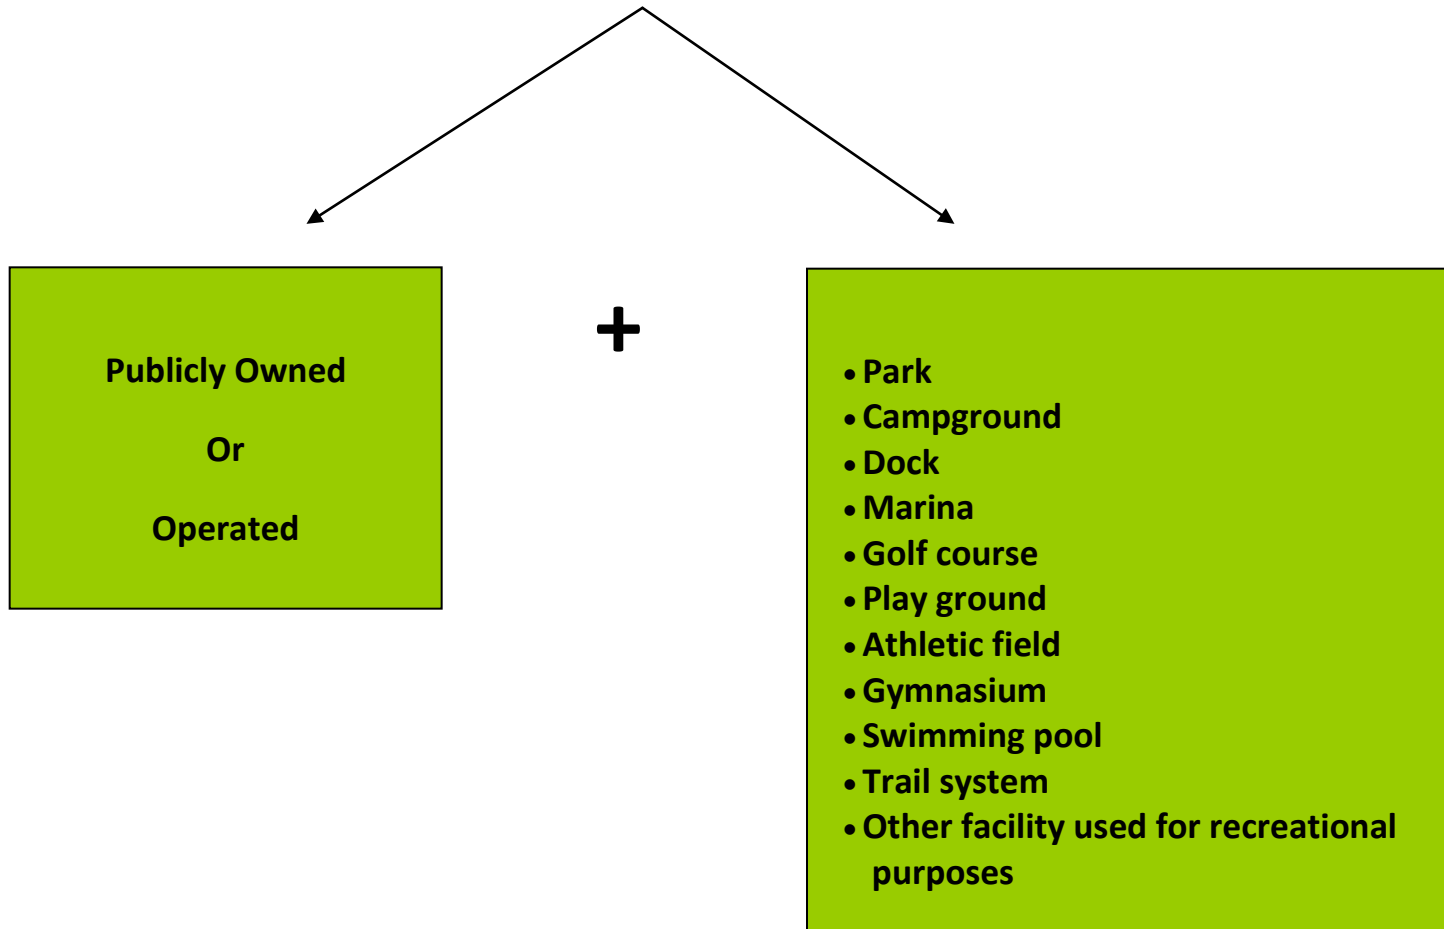 Publicly Owned
Or
Operated
+
• Park
• Campground
• Dock
• Marina
• Golf course
• Play ground
• Athletic field
• Gymnasium
• Swimming pool
• Trail system
• Other facility used for recreational
purposes